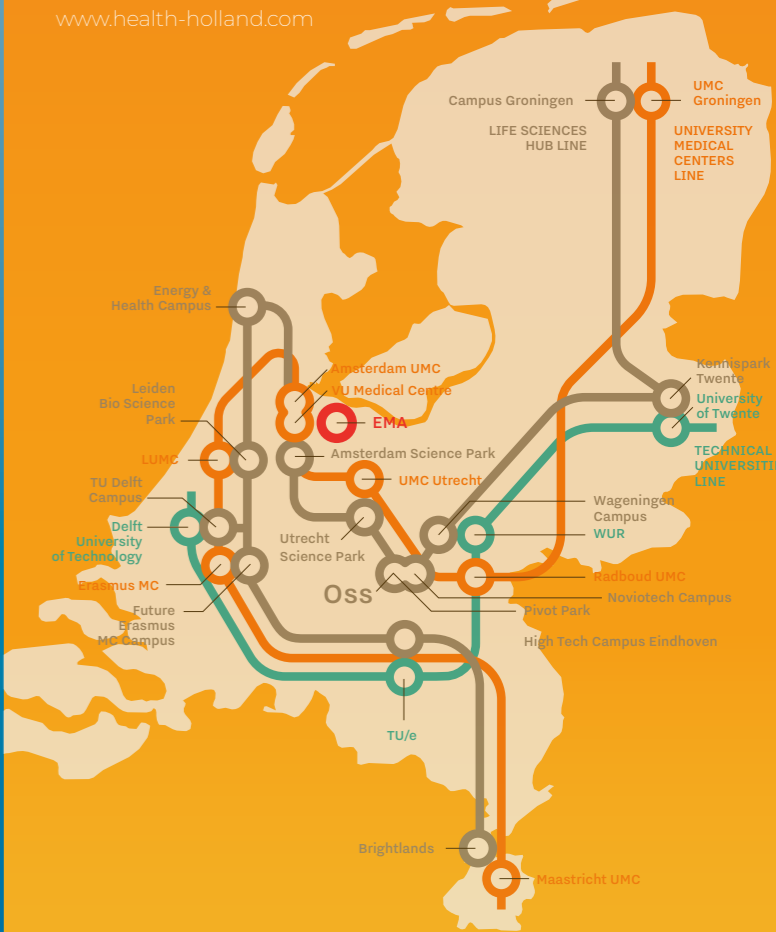 www.health-holland.com
Campus Groningen
UMC
Groningen
LIFE SCIENCES
HUB LINE
UNIVERSITY
MEDICAL
CENTERS
LINE
Energy &
Health Campus
Amsterdam UMC
VU Medical Centre
EMA
Kennispark
Twente
University
of Twente
Leiden
Bio Science
Park
Amsterdam Science Park
TECHNICAL
UNIVERSITI
LINE
LUMC
UMC Utrecht
TU Delft
Campus
Wageningen
Campus
WUR
Delft
University
of Technology
Utrecht
Science Park
Erasmus MC
Oss
Radboud UMC
Noviotech Campus
Pivot Park
Future
Erasmus
MC Campus
High Tech Campus Eindhoven
TU/e
Brightlands
Maastricht UMC